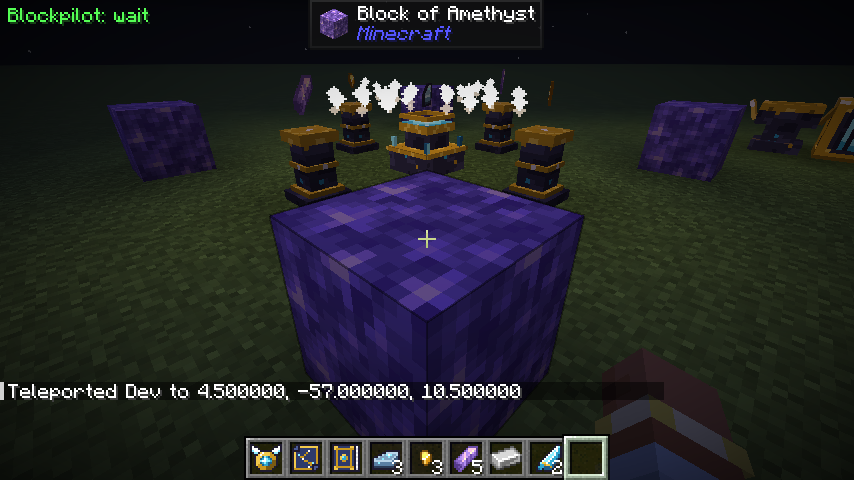 Blockpilot: wait
Block of Amethyst
Minecraft
Teleported Dev to 4.500000, -57.000000, 10.500000
3
3
5
2